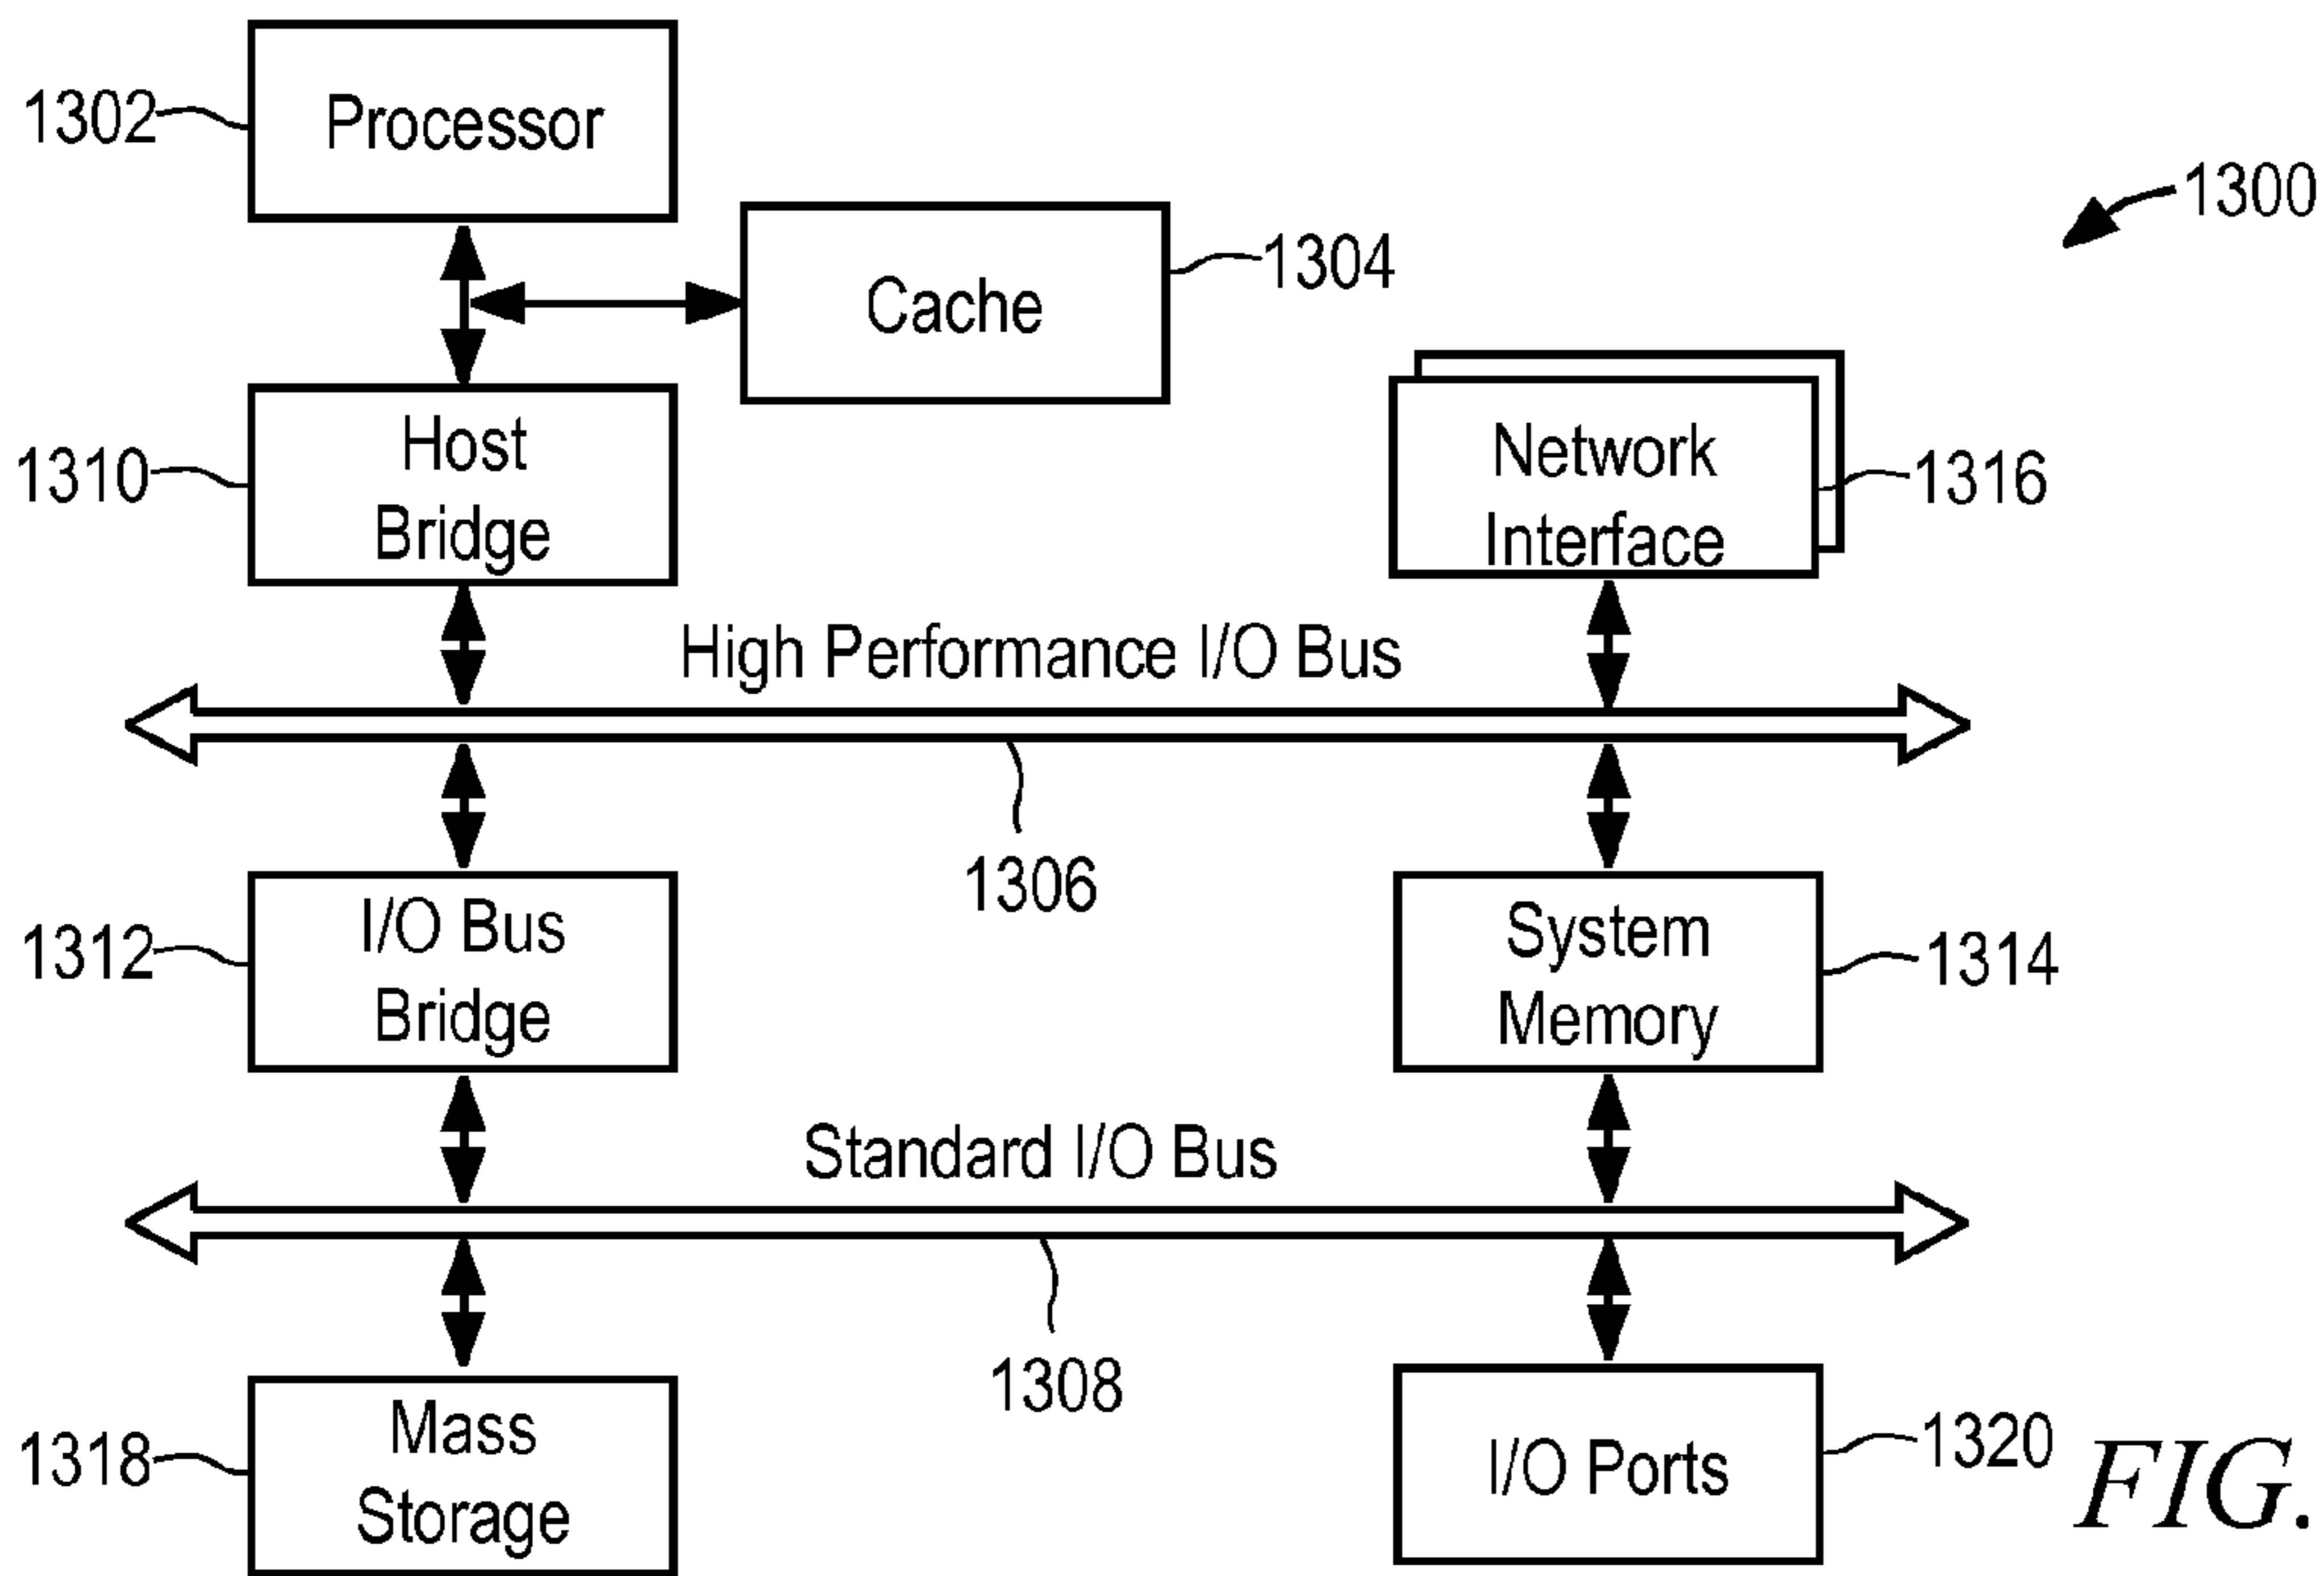 1302
Processor
1300
1304
Cache
1310
Host
Bridge
Network
Interface
1316
High Performance I/O Bus
1306
1312
I/O Bus
Bridge
System
Memory
1314
Standard I/O Bus
1308
1318
Mass
Storage
I/O Ports
1320
FIG.